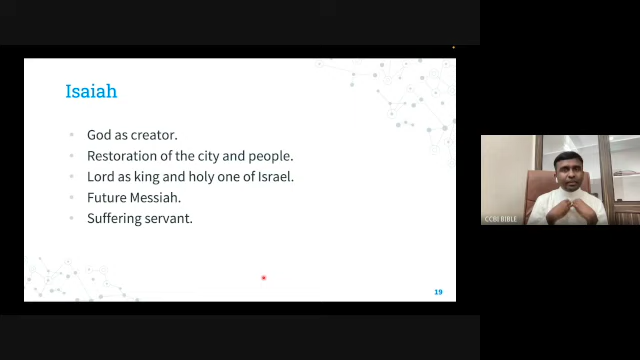 Isaiah
God as creator.
Restoration of the city and people.
Lord as king and holy one of Israel.
Future Messiah.
Suffering servant.
19
CCBI BIBLE